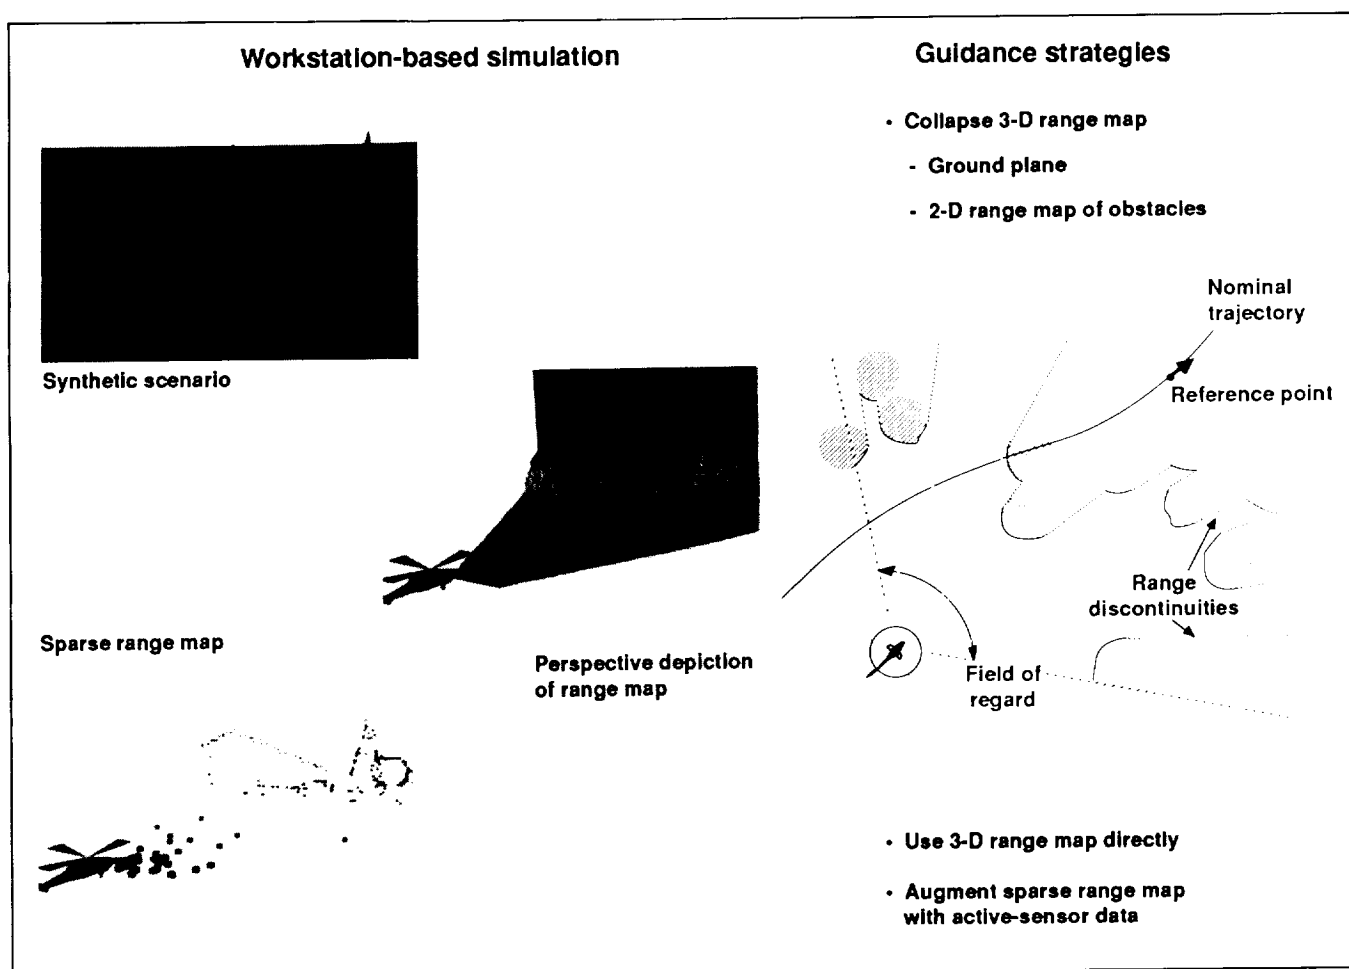 Workstation-based simulation
Synthetic scenario
Sparse range map
Perspective depiction
of range map
Guidance strategies
• Collapse 3-D range map
- Ground plane
- 2-D range map of obstacles
Nominal
trajectory
Reference point
Range
discontinuities
Field of
regard
• Use 3-D range map directly
• Augment sparse range map
with active-sensor data